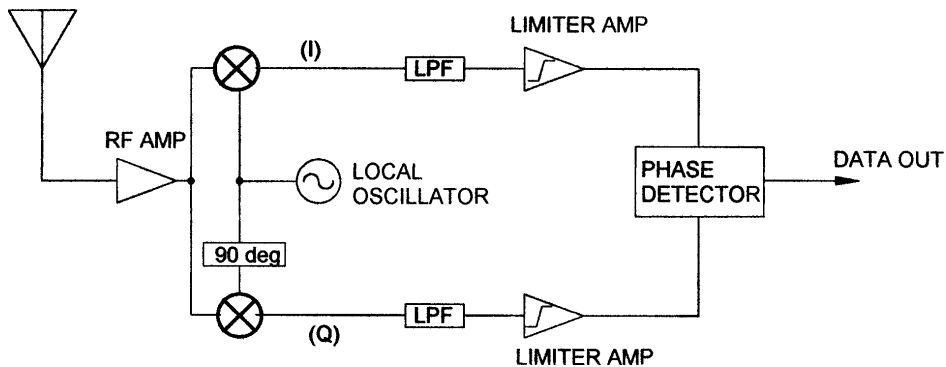 LIMITER AMP
(I)
LPF
RF AMP
LOCAL
OSCILLATOR
PHASE
DETECTOR
DATA OUT
90 deg
LPF
(Q)
LIMITER AMP